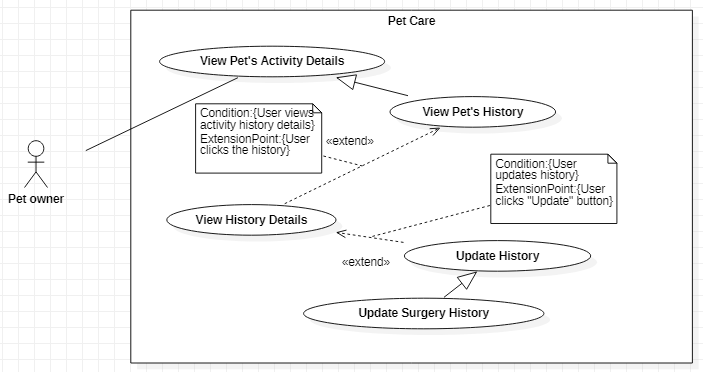 Pet Care
View Pet's Activity Details
View Pet's History
Condition:{User views
activity history details}
ExtensionPoint:{User
clicks the history}
«extend»
Condition:{User
updates history}
ExtensionPoint:{User
clicks "Update" button}
Pet owner
View History Details
«extend»
Update History
Update Surgery History